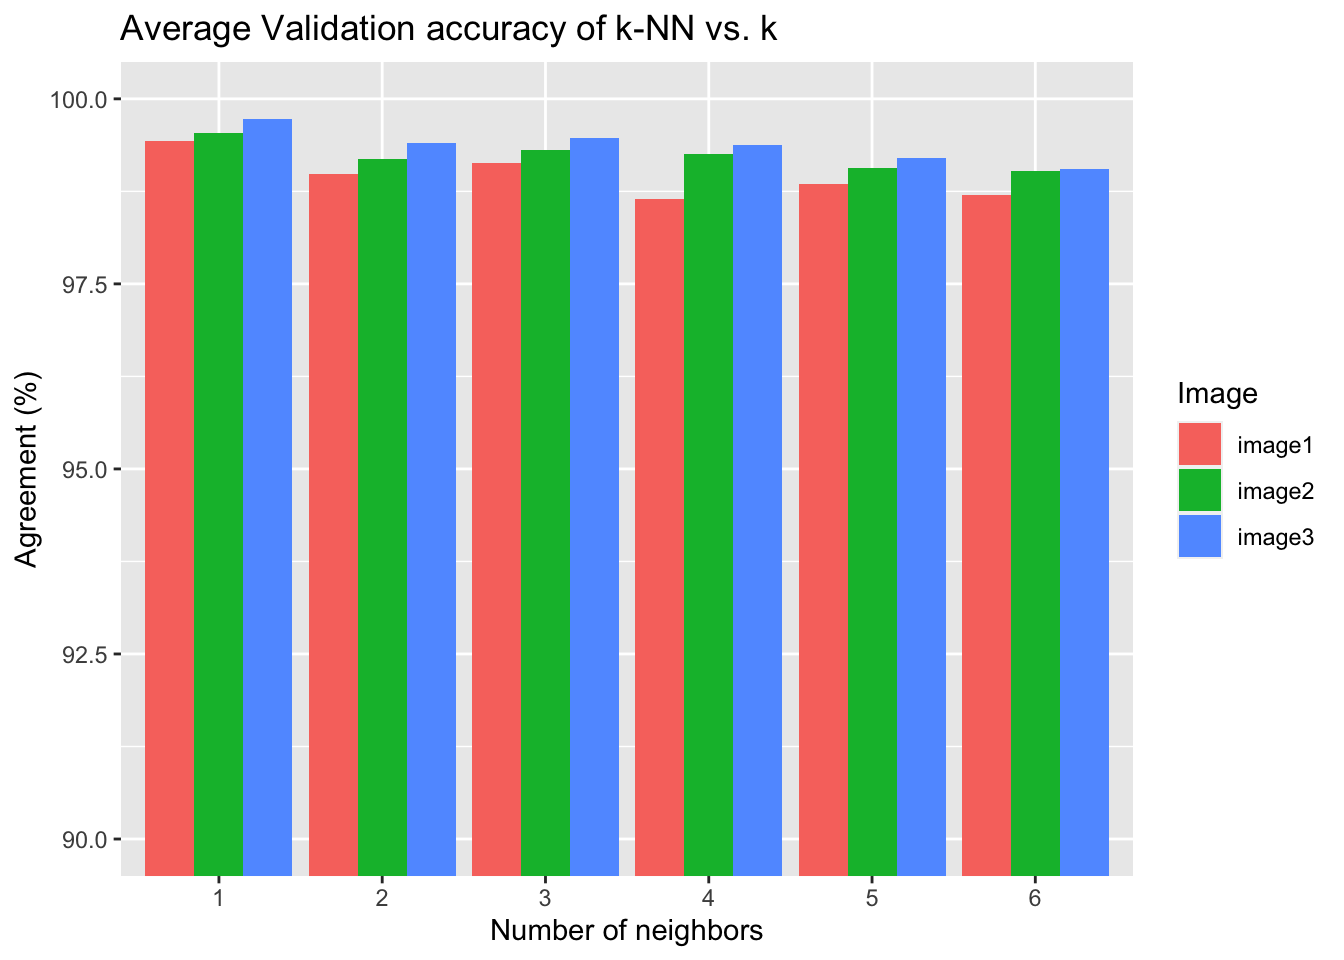 Average Validation accuracy of k-NN vs. k
100.0
97.5
95.0
92.5
90.0
Agreement (%)
1 2 3 4 5 6
Number of neighbors
Image
image1
image2
image3